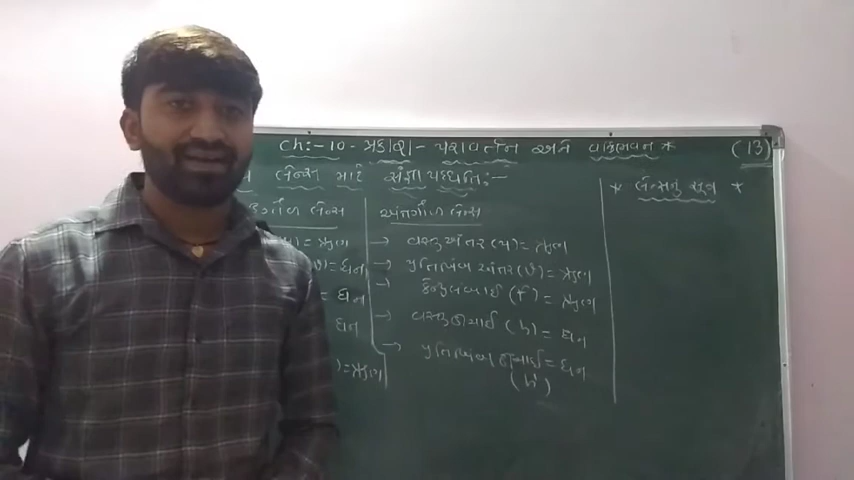 Ch:-10- પ્રકાશ- પરાવર્તન અને વક્રીભવન * (13)
લેન્સ માટે સંજ્ઞા પદ્ધતિ:-
લેન્સ
= ઋણ
= ધન
= ધન
ધન
= ઋણ
અંતર્ગોળ લેન્સ
→ વસ્તુઅંતર (u) = ઋણ
→ પ્રતિબિંબ અંતર (v) = ઋણ
→ કેન્દ્રલંબાઈ (f) = ઋણ
→ વસ્તુઊંચાઈ (h) = ધન
→ પ્રતિબિંબ ઊંચાઈ = ધન
(h')
* લેન્સનું સૂત્ર *